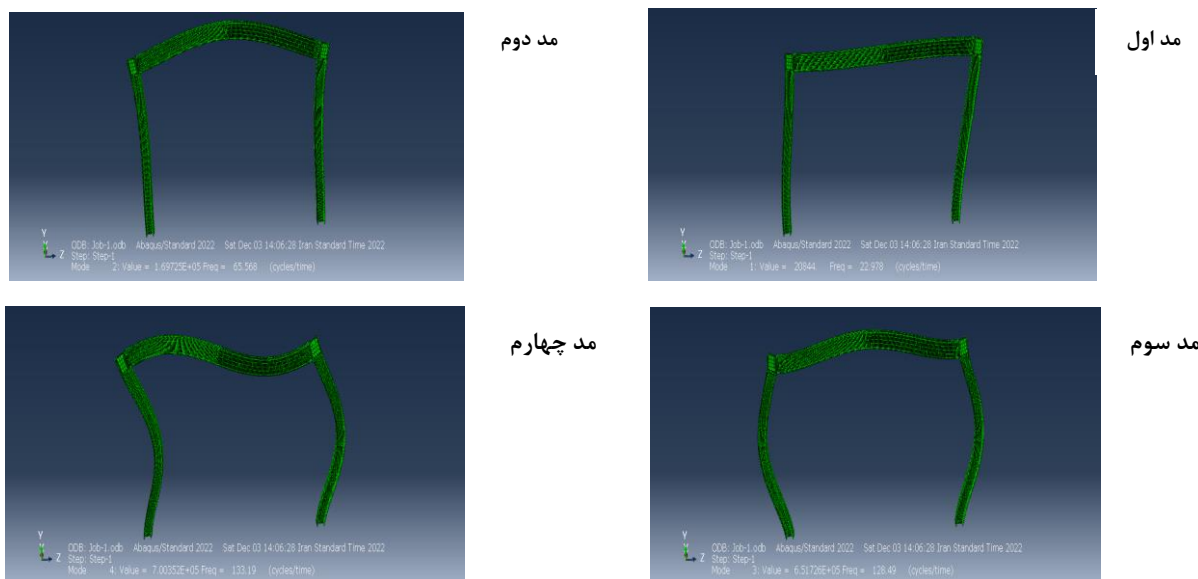 مد اول
Y
Z
ODB: Job-1.odb Abaqus/Standard 2022 Sat Dec 03 14:06:28 Iran Standard Time 2022
Step: Step-1
Mode 1: Value = 20844 Freq = 22.978 (cycles/time)
مد دوم
Y
Z
ODB: Job-1.odb Abaqus/Standard 2022 Sat Dec 03 14:06:28 Iran Standard Time 2022
Step: Step-1
Mode 2: Value = 1.69725E+05 Freq = 65.568 (cycles/time)
مد سوم
Y
Z
ODB: Job-1.odb Abaqus/Standard 2022 Sat Dec 03 14:06:28 Iran Standard Time 2022
Step: Step-1
Mode 3: Value = 6.51726E+05 Freq = 128.49 (cycles/time)
مد چهارم
Y
Z
ODB: Job-1.odb Abaqus/Standard 2022 Sat Dec 03 14:06:28 Iran Standard Time 2022
Step: Step-1
Mode 4: Value = 7.00352E+05 Freq = 133.19 (cycles/time)